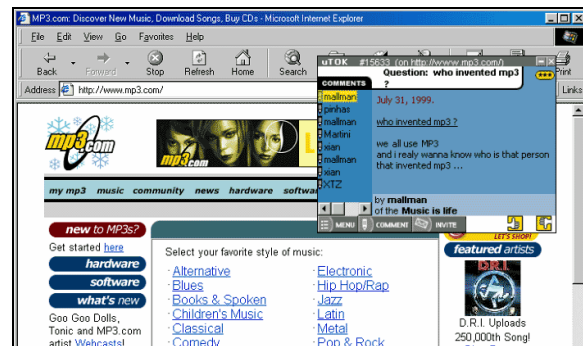 MP3.com: Discover New Music, Download Songs, Buy CDs - Microsoft Internet Explorer
File Edit View Go Favorites Help
Back Forward Stop Refresh Home Search Print
Address http://www.mp3.com/ Links
uTOK #15633 (on http://www.mp3.com/)
COMMENTS
Question: who invented mp3 ?
mallman
pinhas
mallman
Martini
xian
mallman
xian
XTZ
July 31, 1999.
who invented mp3 ?
we all use MP3
and i realy wanna know who is that person
that invented mp3 ...
by mallman
of the Music is life
MENU COMMENT INVITE
mp3.com
mp3.com
my mp3 music community news hardware softwa
new to MP3s?
Get started here
hardware
software
what's new
Goo Goo Dolls,
Tonic and MP3.com
artist Webcasts!
Select your favorite style of music:
· Alternative
· Blues
· Books & Spoken
· Children's Music
· Classical
· Comedy
· Electronic
· Hip Hop/Rap
· Jazz
· Latin
· Metal
· Pop & Rock
LET'S SHOP!
featured artists
D.R.I.
D.R.I. Uploads
250,000th Song!